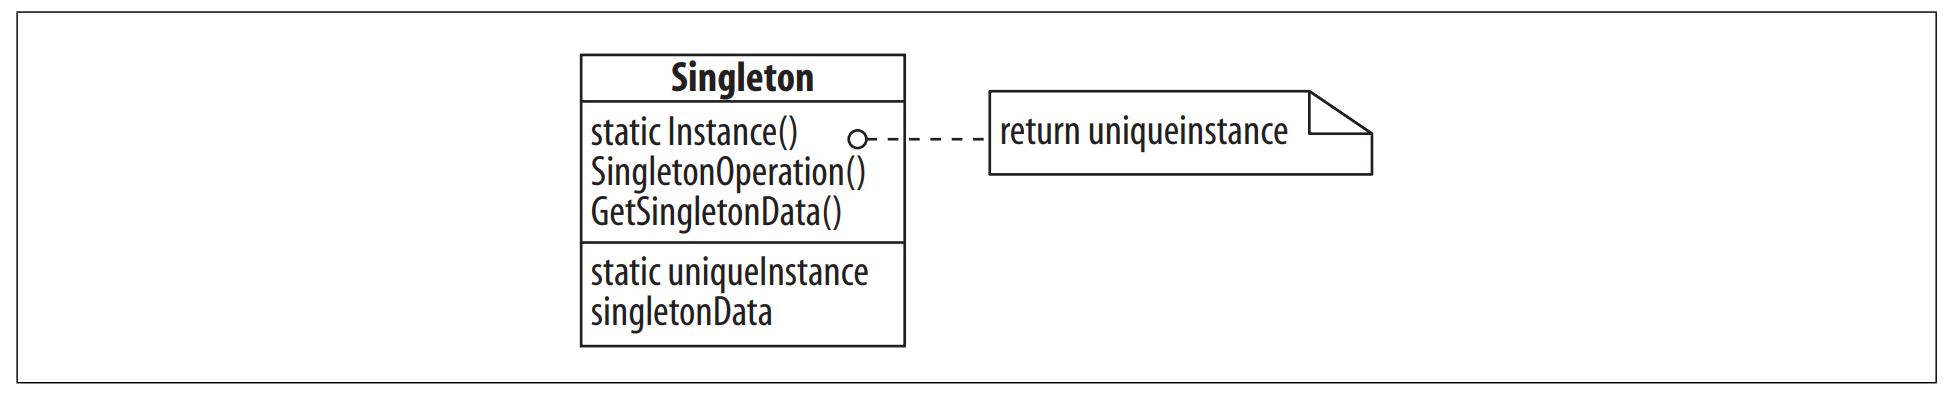 Singleton
static Instance()
return uniqueinstance
SingletonOperation()
GetSingletonData()
static uniqueInstance
singletonData